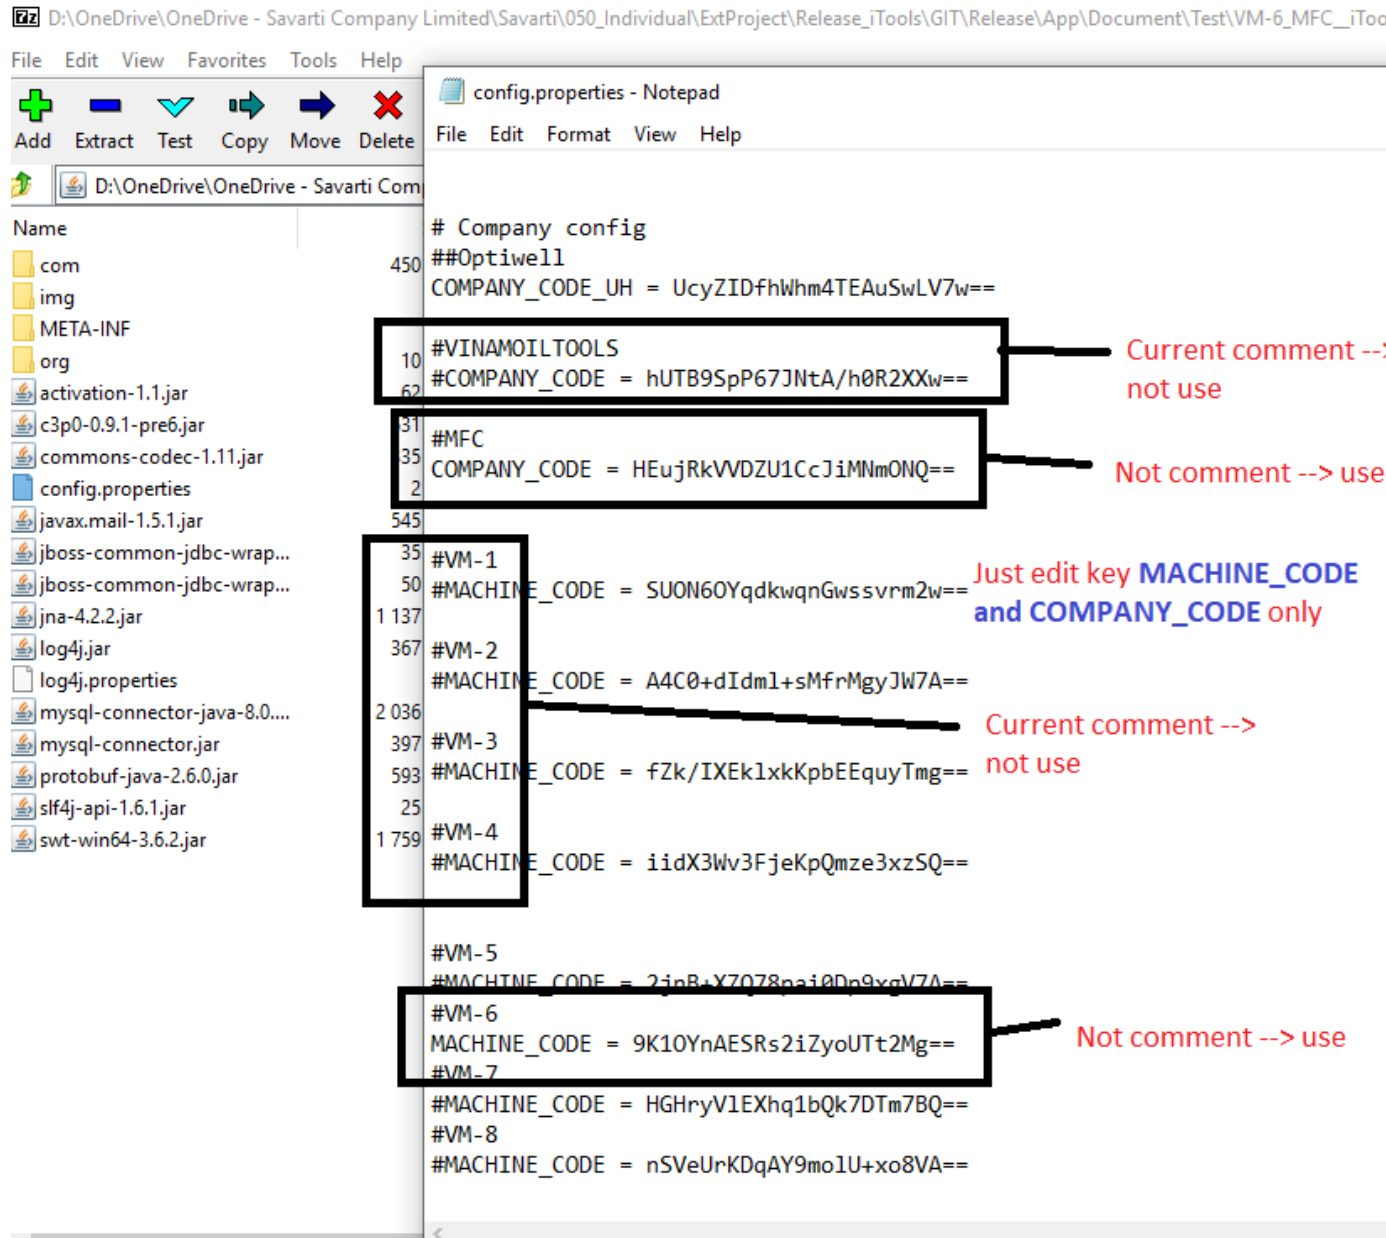 D:\OneDrive\OneDrive - Savarti Company Limited\Savarti\050_Individual\ExtProject\Release_iTools\GIT\Release\App\Document\Test\VM-6_MFC__iToo
File Edit View Favorites Tools Help
Add Extract Test Copy Move Delete
D:\OneDrive\OneDrive - Savarti Com
Name
com 450
img
META-INF
org 10
activation-1.1.jar 62
c3p0-0.9.1-pre6.jar 31
commons-codec-1.11.jar 35
config.properties 2
javax.mail-1.5.1.jar 545
jboss-common-jdbc-wrap... 35
jboss-common-jdbc-wrap... 50
jna-4.2.2.jar 1 137
log4j.jar 367
log4j.properties
mysql-connector-java-8.0.... 2 036
mysql-connector.jar 397
protobuf-java-2.6.0.jar 593
slf4j-api-1.6.1.jar 25
swt-win64-3.6.2.jar 1 759
config.properties - Notepad
File Edit Format View Help
# Company config
##Optiwell
COMPANY_CODE_UH = UcyZIDfhWhm4TEAuSwLV7w==
#VINAMOILTOOLS
#COMPANY_CODE = hUTB9SpP67JNtA/h0R2XXw==
Current comment -->
not use
#MFC
COMPANY_CODE = HEujRkVVDZU1CcJiMNmONQ==
Not comment --> use
#VM-1
#MACHINE_CODE = SUON6OYqdkwqnGwssvrm2w==
Just edit key MACHINE_CODE
and COMPANY_CODE only
#VM-2
#MACHINE_CODE = A4C0+dIdml+sMfrMgyJW7A==
Current comment -->
not use
#VM-3
#MACHINE_CODE = fZk/IXEklxkKpbEEquyTmg==
#VM-4
#MACHINE_CODE = iidX3Wv3FjeKpQmze3xzSQ==
#VM-5
#MACHINE_CODE = 2jnB+XZQ78pai0Dp9xgV7A==
#VM-6
MACHINE_CODE = 9K1OYnAESRs2iZyoUTt2Mg==
Not comment --> use
#VM-7
#MACHINE_CODE = HGHryVlEXhq1bQk7DTm7BQ==
#VM-8
#MACHINE_CODE = nSVeUrKDqAY9molU+xo8VA==